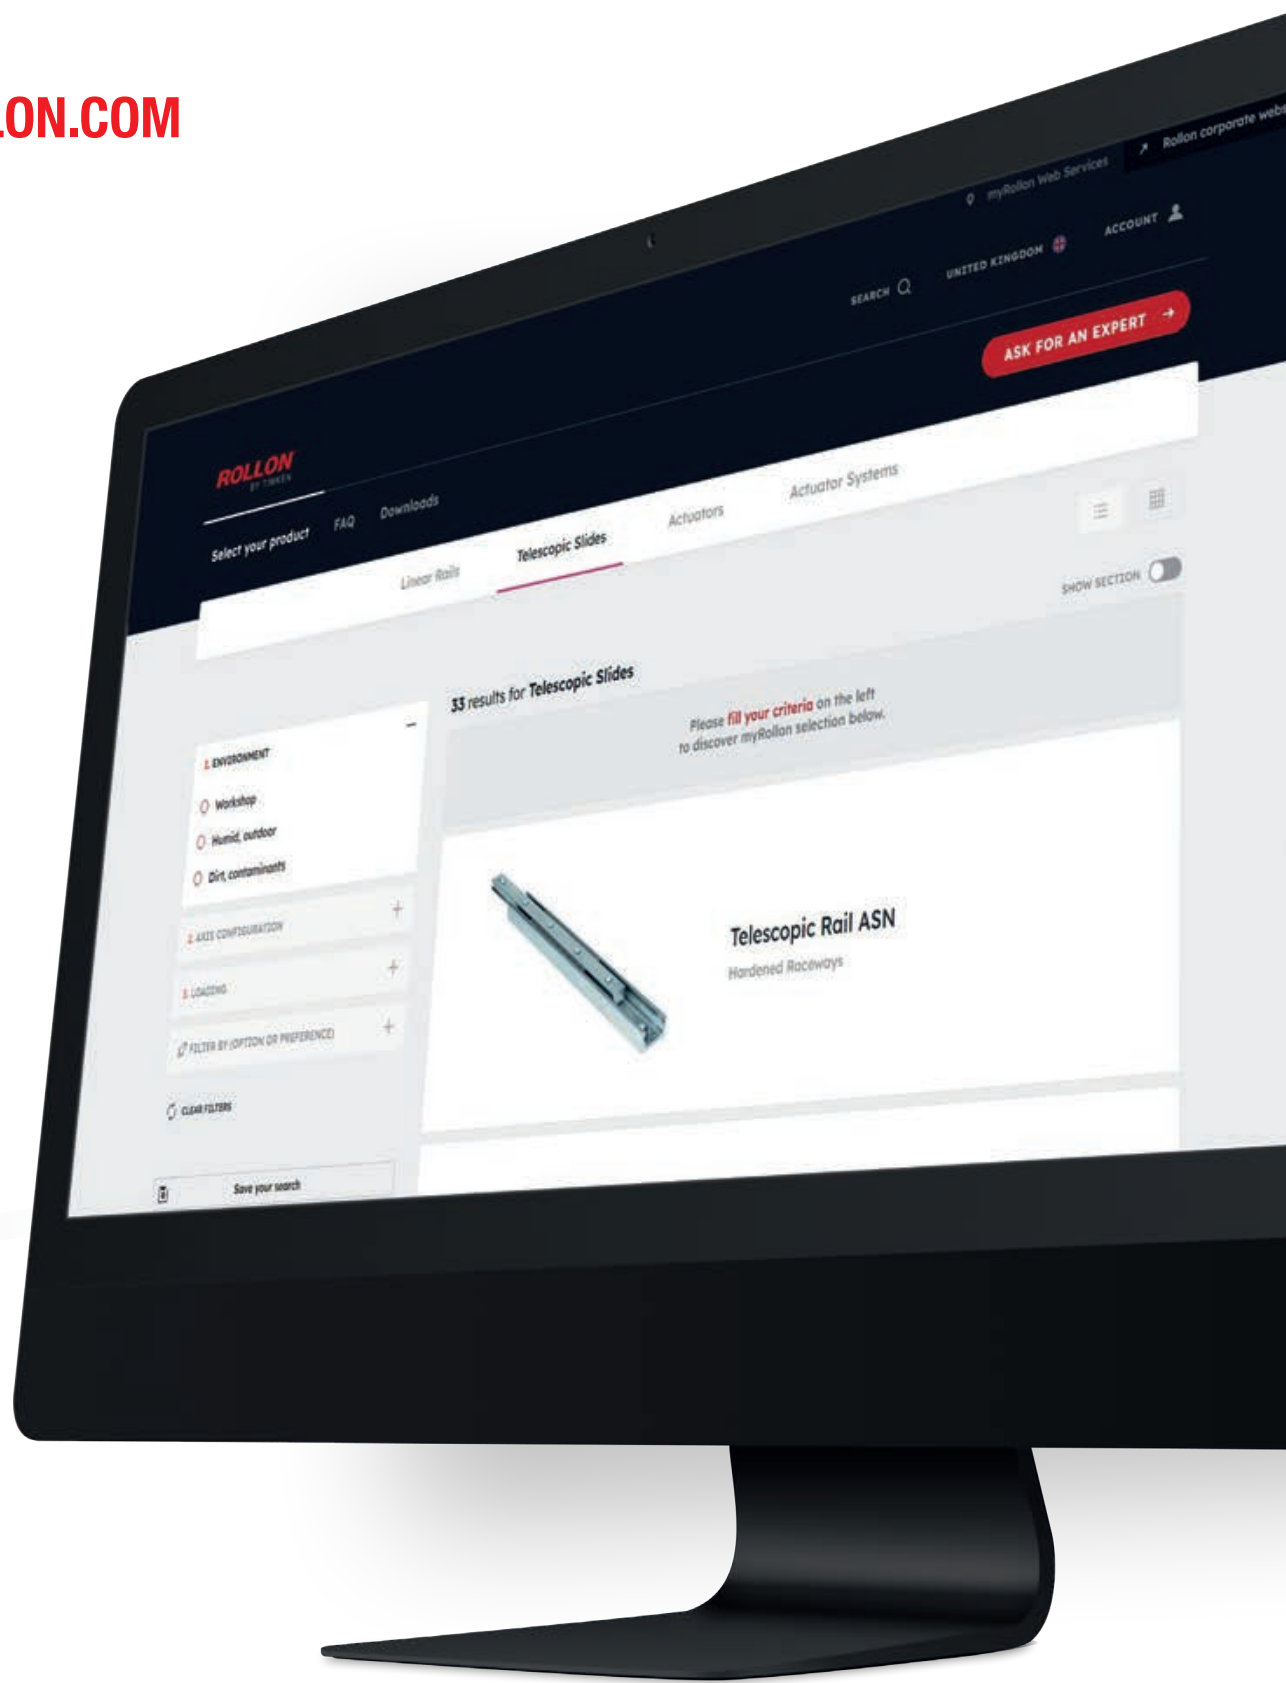 LON.COM
myRollon Web Services
Rollon corporate webs
SEARCH
UNITED KINGDOM
ACCOUNT
ASK FOR AN EXPERT
ROLLON
BY TIMKEN
Select your product
FAQ
Downloads
Linear Rails
Telescopic Slides
Actuators
Actuator Systems
SHOW SECTION
33 results for Telescopic Slides
Please fill your criteria on the left
to discover myRollon selection below.
1. ENVIRONMENT
Workshop
Humid, outdoor
Dirt, contaminants
2. AXIS CONFIGURATION
3. LOADING
FILTER BY (OPTION OR PREFERENCE)
CLEAR FILTERS
Save your search
Telescopic Rail ASN
Hardened Raceways